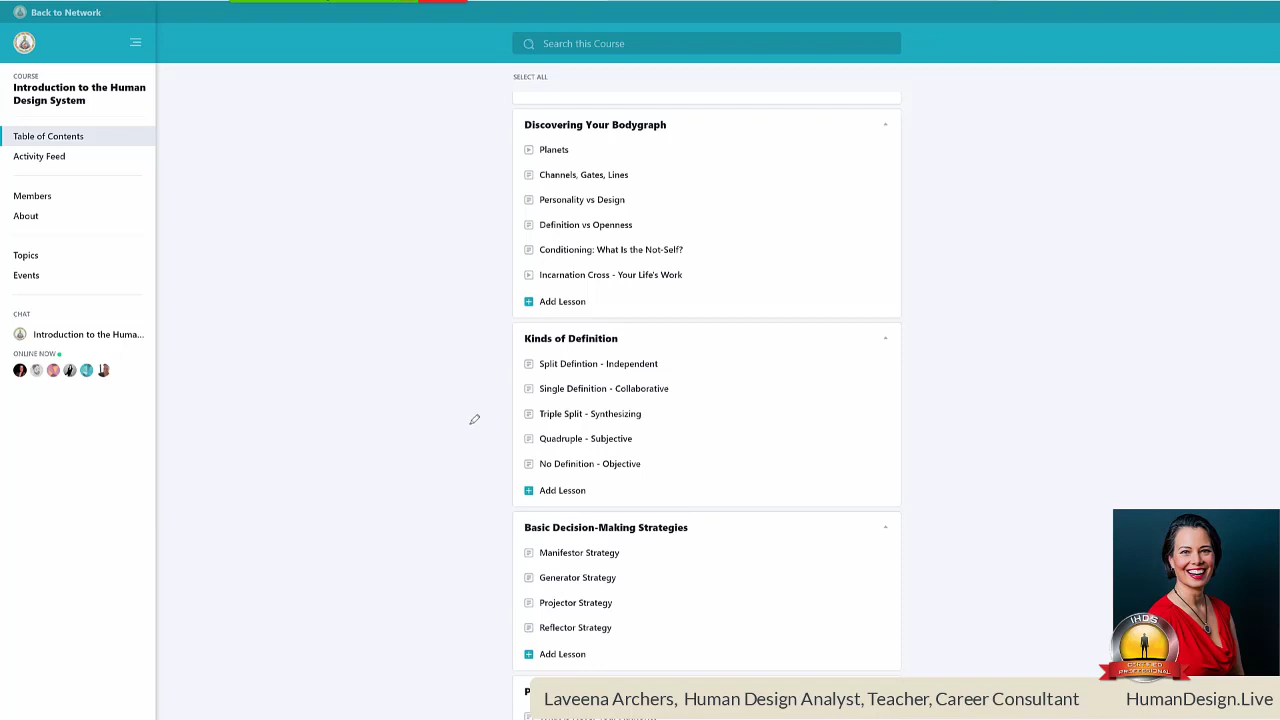 Back to Network
Search this Course
COURSE
Introduction to the Human
Design System
Table of Contents
Activity Feed
Members
About
Topics
Events
CHAT
Introduction to the Huma...
ONLINE NOW
SELECT ALL
Discovering Your Bodygraph
Planets
Channels, Gates, Lines
Personality vs Design
Definition vs Openness
Conditioning: What Is the Not-Self?
Incarnation Cross - Your Life's Work
Add Lesson
Kinds of Definition
Split Defintion - Independent
Single Definition - Collaborative
Triple Split - Synthesizing
Quadruple - Subjective
No Definition - Objective
Add Lesson
Basic Decision-Making Strategies
Manifestor Strategy
Generator Strategy
Projector Strategy
Reflector Strategy
Add Lesson
IHDS
CERTIFIED
PROFESSIONAL
Laveena Archers, Human Design Analyst, Teacher, Career Consultant
HumanDesign.Live